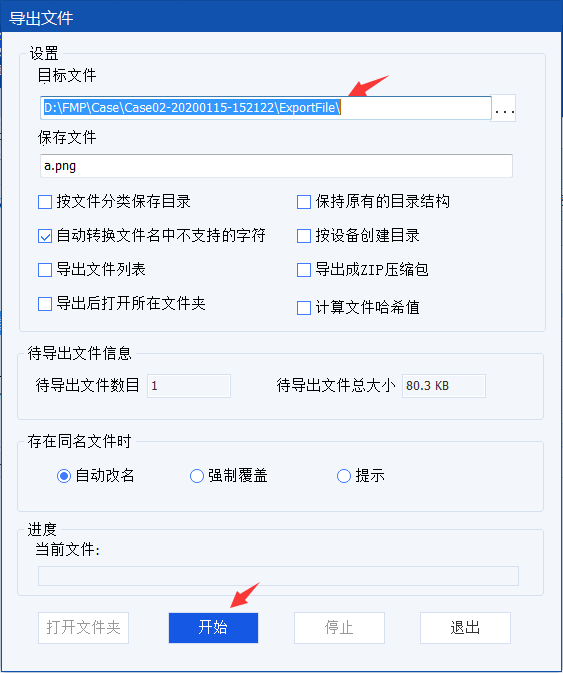 导出文件
设置
目标文件
D:\FMP\Case\Case02-20200115-152122\ExportFile\
...
保存文件
a.png
按文件分类保存目录
保持原有的目录结构
自动转换文件名中不支持的字符
按设备创建目录
导出文件列表
导出成ZIP压缩包
导出后打开所在文件夹
计算文件哈希值
待导出文件信息
待导出文件数目 1 待导出文件总大小 80.3 KB
存在同名文件时
自动改名 强制覆盖 提示
进度
当前文件:
打开文件夹 开始 停止 退出